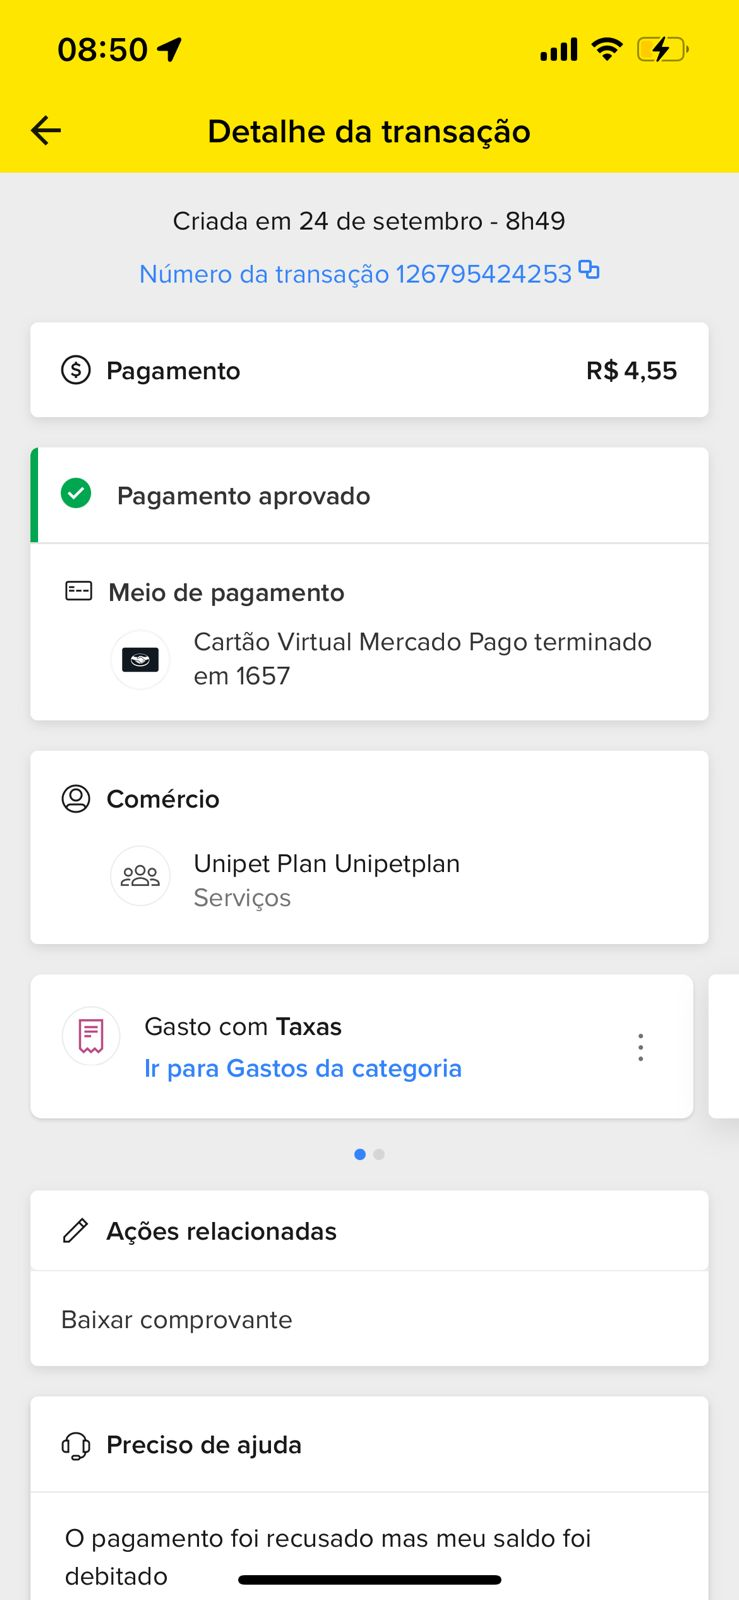 08:50
Detalhe da transação
Criada em 24 de setembro - 8h49
Número da transação 126795424253
Pagamento R$ 4,55
Pagamento aprovado
Meio de pagamento
Cartão Virtual Mercado Pago terminado
em 1657
Comércio
Unipet Plan Unipetplan
Serviços
Gasto com Taxas
Ir para Gastos da categoria
Ações relacionadas
Baixar comprovante
Preciso de ajuda
O pagamento foi recusado mas meu saldo foi
debitado